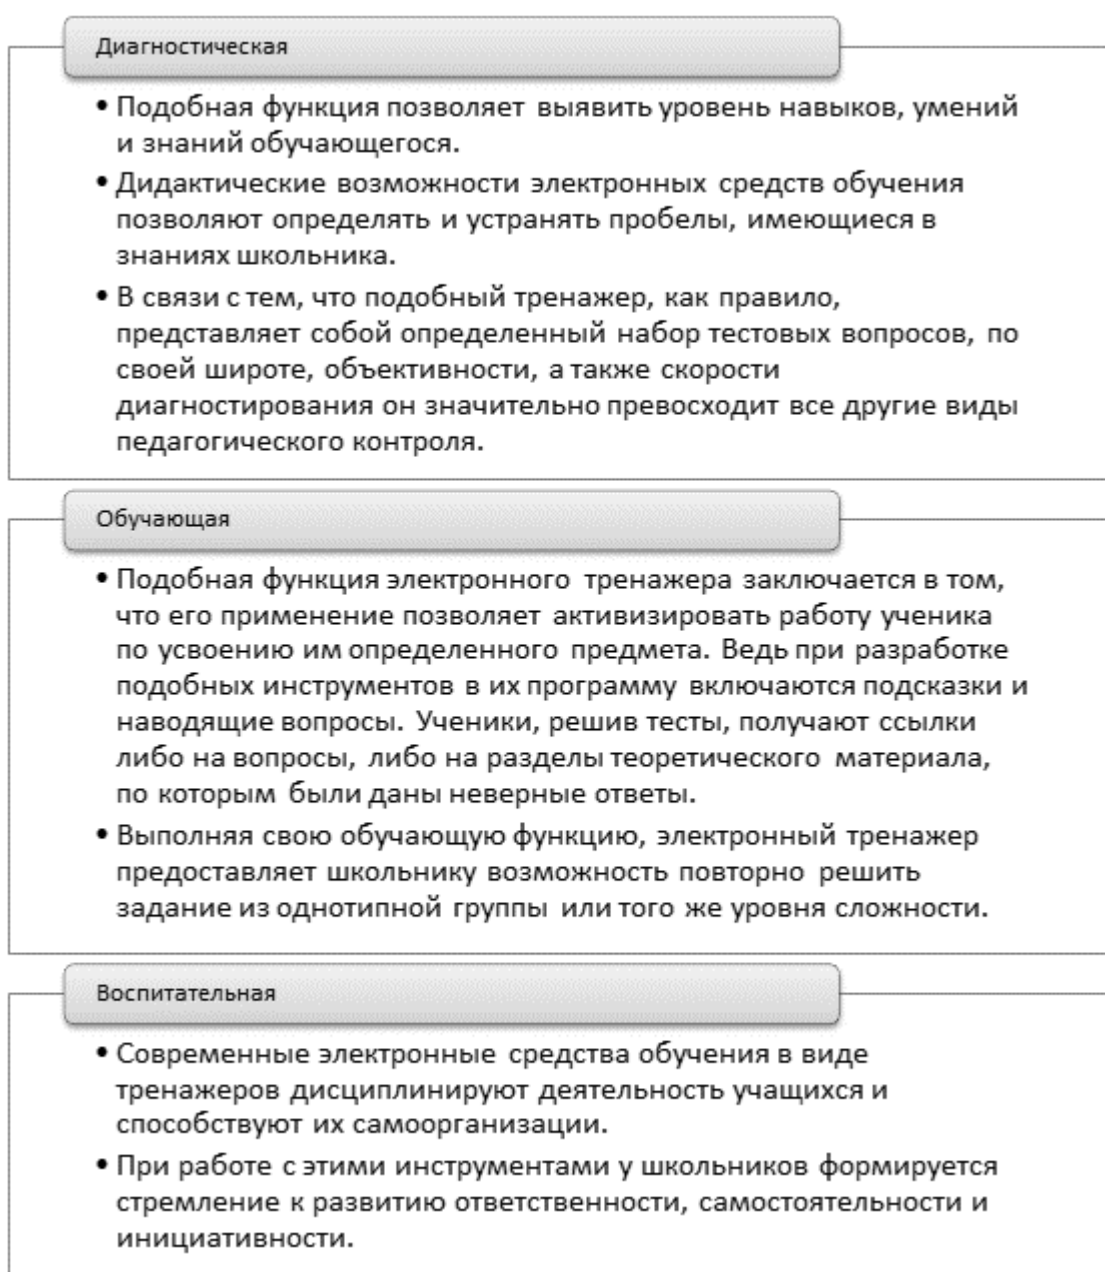 Диагностическая
• Подобная функция позволяет выявить уровень навыков, умений
и знаний обучающегося.
• Дидактические возможности электронных средств обучения
позволяют определять и устранять пробелы, имеющиеся в
знаниях школьника.
• В связи с тем, что подобный тренажер, как правило,
представляет собой определенный набор тестовых вопросов, по
своей широте, объективности, а также скорости
диагностирования он значительно превосходит все другие виды
педагогического контроля.
Обучающая
• Подобная функция электронного тренажера заключается в том,
что его применение позволяет активизировать работу ученика
по усвоению им определенного предмета. Ведь при разработке
подобных инструментов в их программу включаются подсказки и
наводящие вопросы. Ученики, решив тесты, получают ссылки
либо на вопросы, либо на разделы теоретического материала,
по которым были даны неверные ответы.
• Выполняя свою обучающую функцию, электронный тренажер
предоставляет школьнику возможность повторно решить
задание из однотипной группы или того же уровня сложности.
Воспитательная
• Современные электронные средства обучения в виде
тренажеров дисциплинируют деятельность учащихся и
способствуют их самоорганизации.
• При работе с этими инструментами у школьников формируется
стремление к развитию ответственности, самостоятельности и
инициативности.